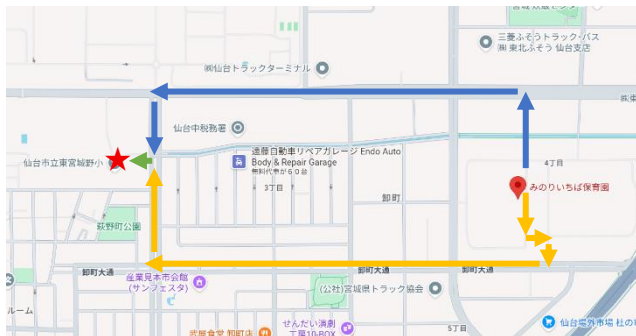 三菱ふそうトラック・バス
㈱ 東北ふそう 仙台支店
㈱仙台トラックターミナル
仙台中税務署
遠藤自動車リペアガレージ Endo Auto
Body & Repair Garage
無料代車が60台
3丁目
4丁目
仙台市立東宮城野小
みのりいちば保育園
卸町
萩野町公園
卸町大通
産業見本市会館
(サンフェスタ)
卸町大通
卸町大通
(公社)宮城県トラック協会
ルーム
武屋食堂 卸町店
せんだい演劇
工房10-BOX
5丁目
仙台場外市場 杜の